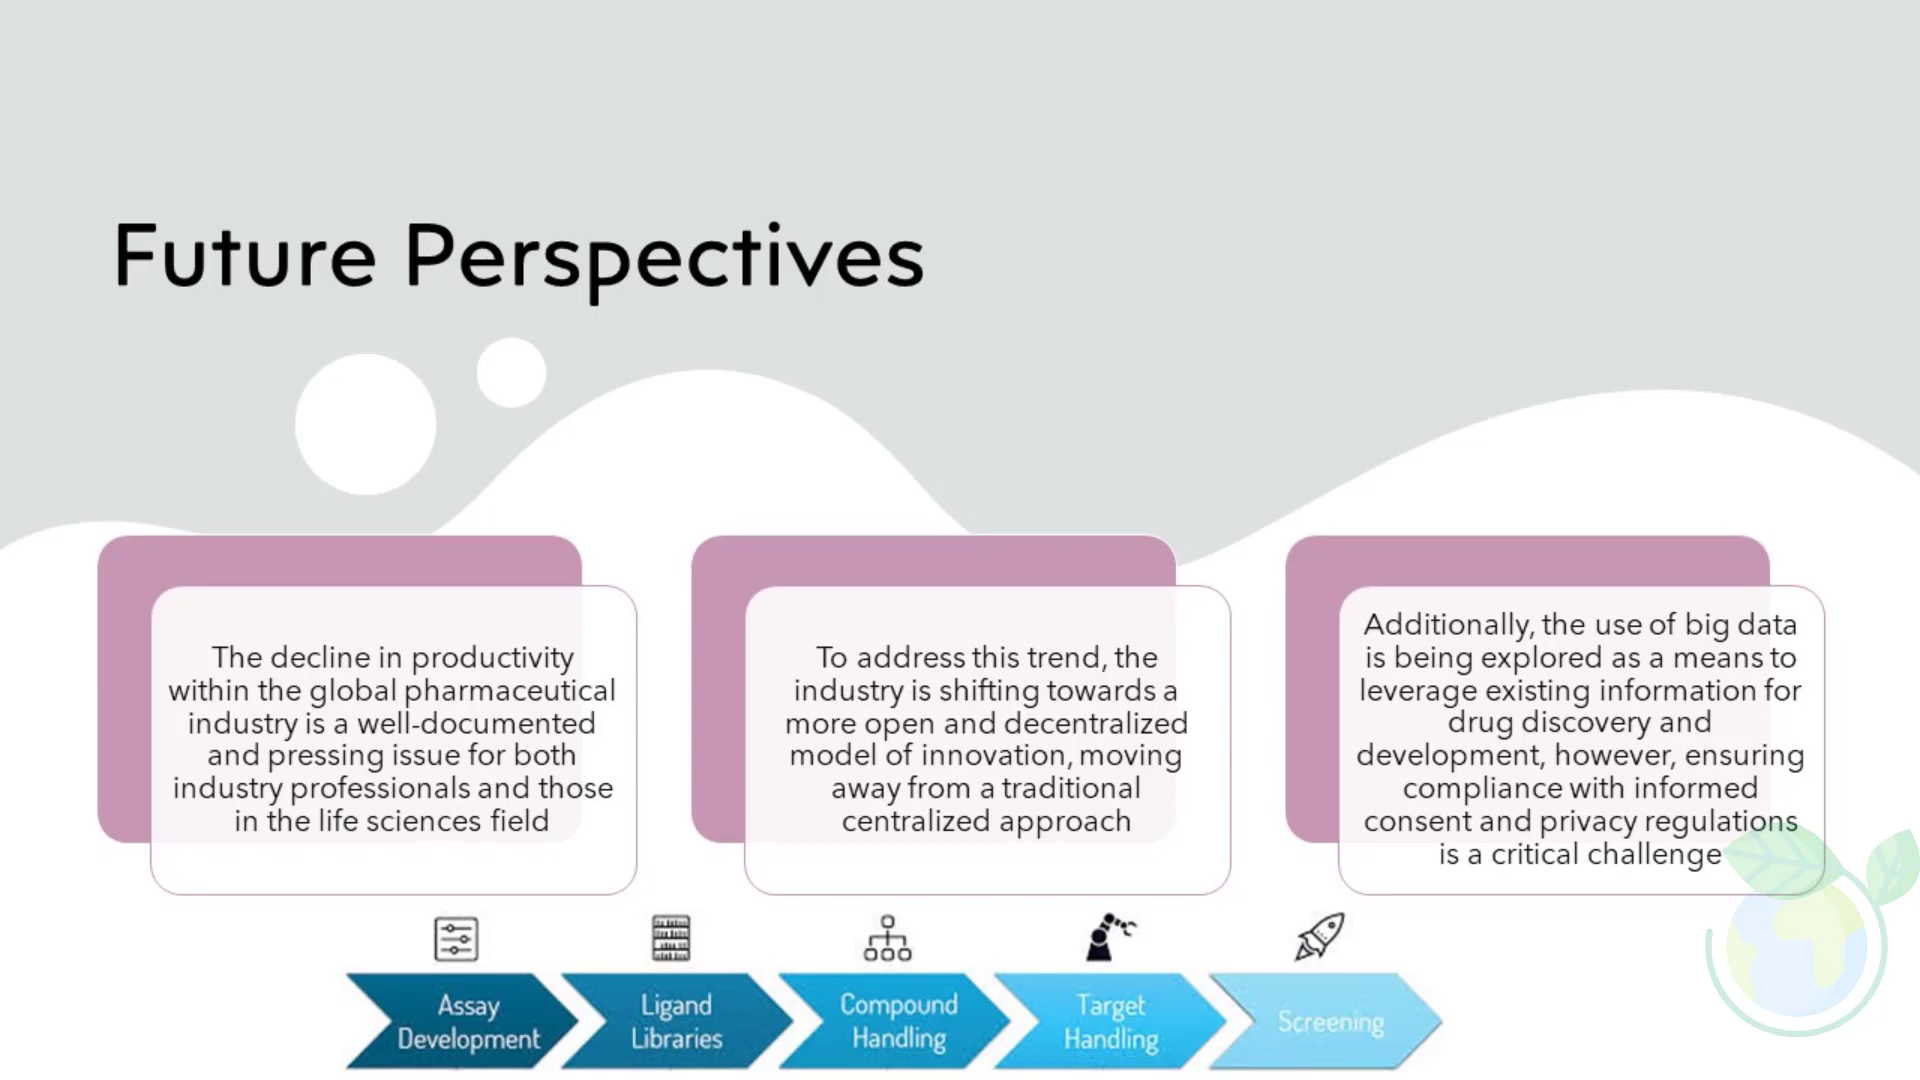 Future Perspectives
The decline in productivity
within the global pharmaceutical
industry is a well-documented
and pressing issue for both
industry professionals and those
in the life sciences field
To address this trend, the
industry is shifting towards a
more open and decentralized
model of innovation, moving
away from a traditional
centralized approach
Additionally, the use of big data
is being explored as a means to
leverage existing information for
drug discovery and
development, however, ensuring
compliance with informed
consent and privacy regulations
is a critical challenge
Assay
Development
Ligand
Libraries
Compound
Handling
Target
Handling
Screening